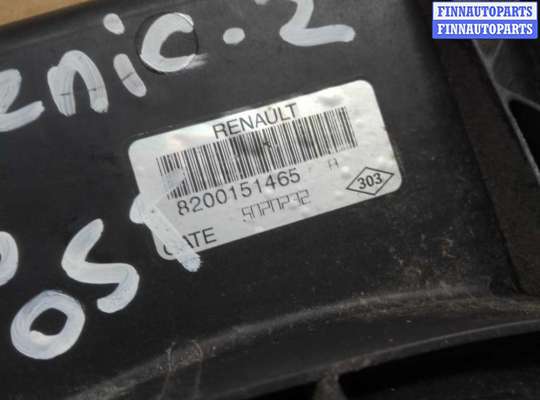 FINNAUTOPARTS
FINNAUTOPARTS
enic.2
RENAULT
A
8200151465
303
GATE